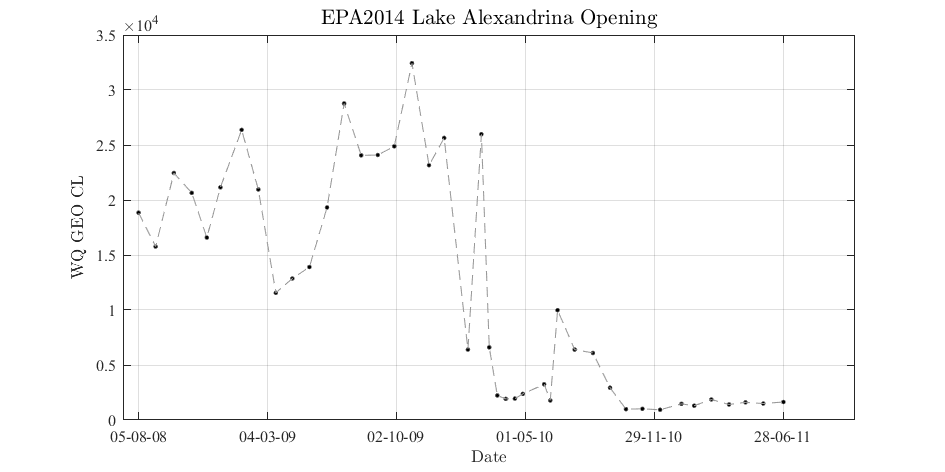 EPA2014 Lake Alexandrina Opening
×10⁴
3.5
3
2.5
2
1.5
1
0.5
0
WQ GEO CL
05-08-08 04-03-09 02-10-09 01-05-10 29-11-10 28-06-11
Date